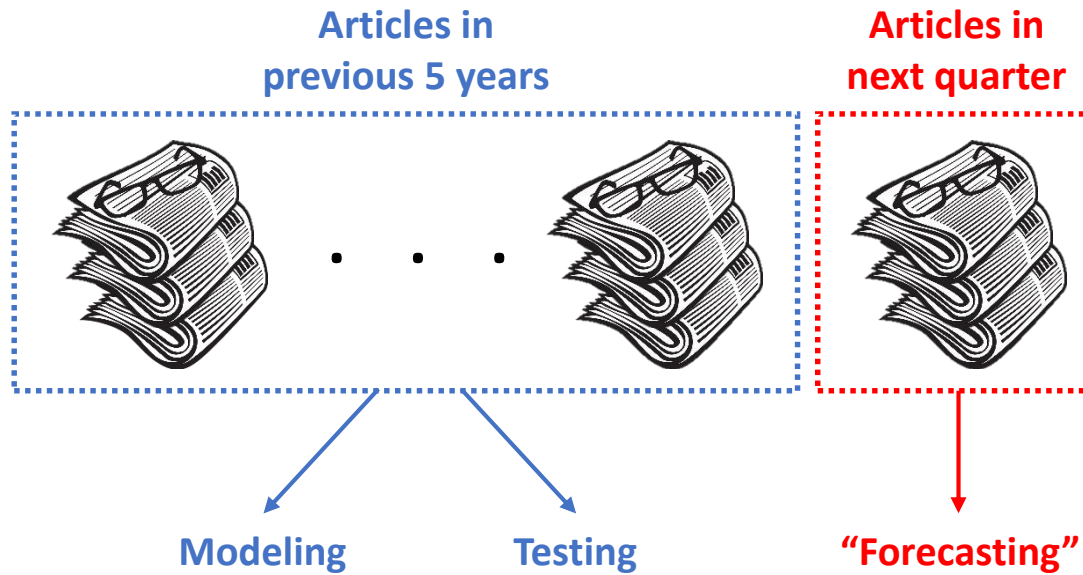 Articles in
previous 5 years
Articles in
next quarter
Modeling
Testing
“Forecasting”